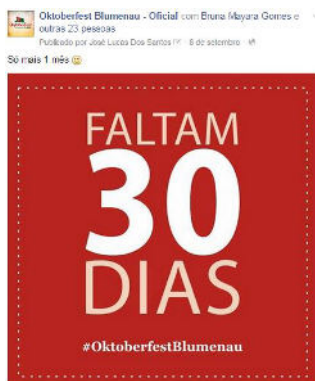 Oktoberfest Blumenau - Oficial com Bruna Mayara Gomes e
outras 23 pessoas
Publicado por José Lucas Dos Santos · 8 de setembro ·
Só mais 1 mês
FALTAM
30
DIAS
#OktoberfestBlumenau